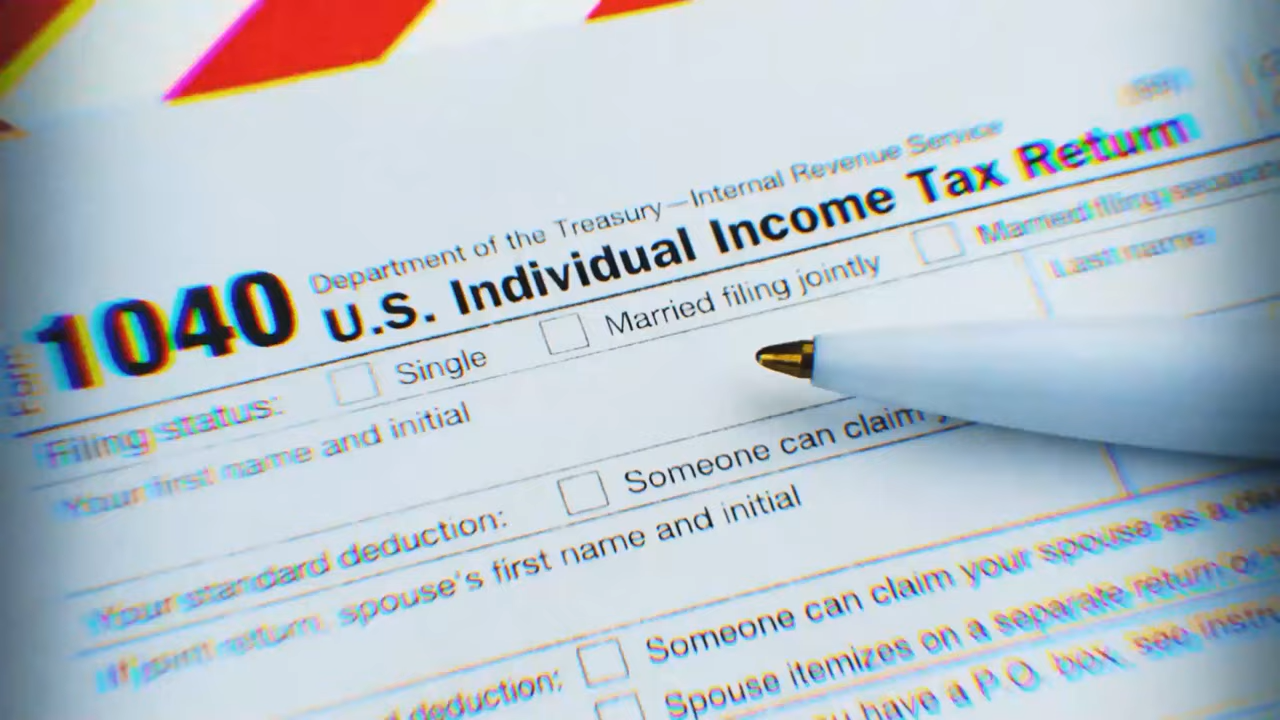 Department of the Treasury—Internal Revenue Service
Form 1040 U.S. Individual Income Tax Return
Filing status: Single Married filing jointly Married filing separately
Your first name and initial Last name
Your standard deduction: Someone can claim
If joint return, spouse's first name and initial
deduction: Someone can claim your spouse as a
Spouse itemizes on a separate return or
have a P.O. box, see